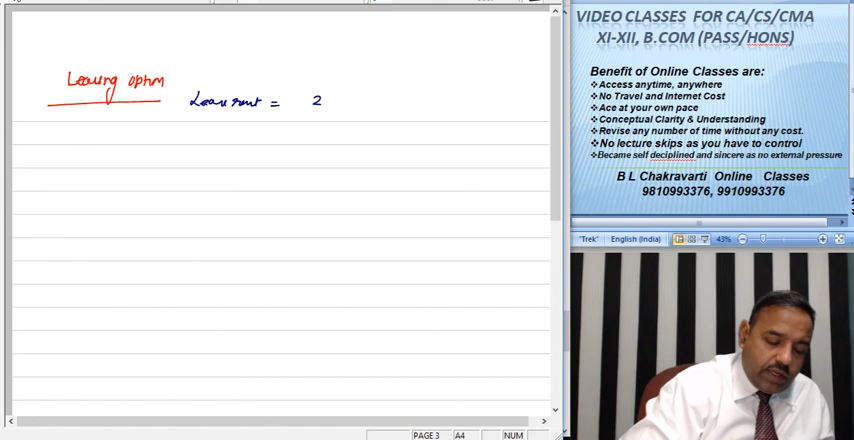 Leasing option
Lease rent = 2
PAGE 3 A4 NUM
VIDEO CLASSES FOR CA/CS/CMA
XI-XII, B.COM (PASS/HONS)
Benefit of Online Classes are:
❖Access anytime, anywhere
❖No Travel and Internet Cost
❖Ace at your own pace
❖Conceptual Clarity & Understanding
❖Revise any number of time without any cost.
❖No lecture skips as you have to control
❖Became self deciplined and sincere as no external pressure
B L Chakravarti Online Classes
9810993376, 9910993376
"Trek" English (India) 43%